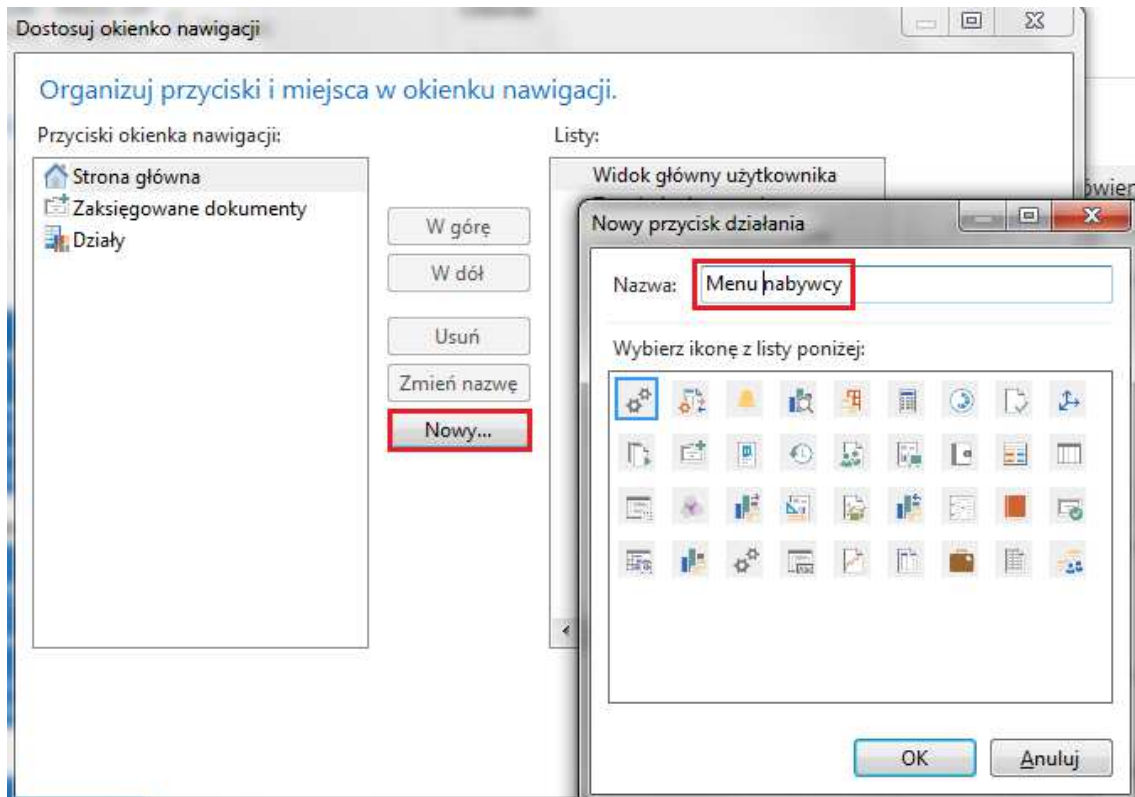 Dostosuj okienko nawigacji
Organizuj przyciski i miejsca w okienku nawigacji.
Przyciski okienka nawigacji:
Listy:
Strona główna
Zaksięgowane dokumenty
Działy
W górę
W dół
Usuń
Zmień nazwę
Nowy...
Widok główny użytkownika
Nowy przycisk działania
Nazwa: Menu nabywcy
Wybierz ikonę z listy poniżej:
OK
Anuluj